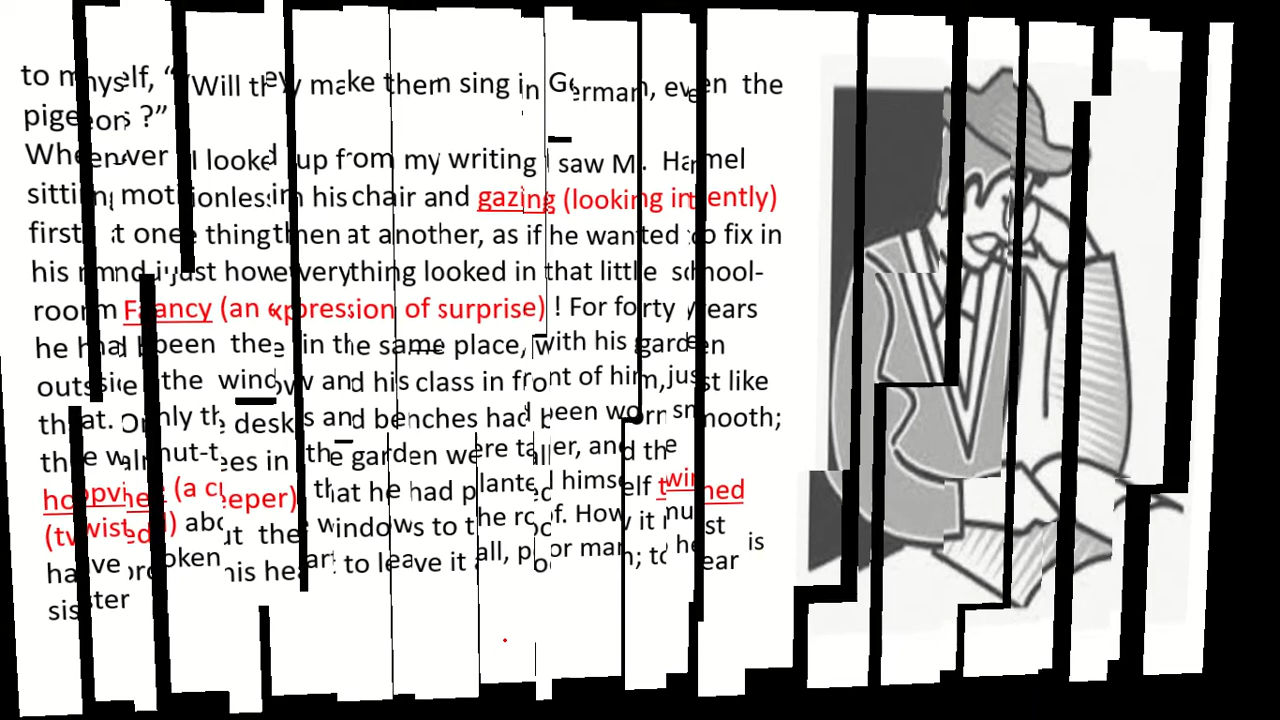 to myself, “Will they make them sing in German, even the
pigeons ?”
Whenever I looked up from my writing I saw M. Hamel
sitting motionless in his chair and gazing (looking intently)
first at one thing then at another, as if he wanted to fix in
his mind just how everything looked in that little school-
room Fancy (an expression of surprise) ! For forty years
he had been there in the same place, with his garden
outside the window and his class in front of him, just like
that. Only the desks and benches had been worn smooth;
the walnut-trees in the garden were taller, and the
hopvine (a creeper) that he had planted himself twined
(twisted) about the windows to the roof. How it must
have broken his heart to leave it all, poor man; to hear his
sister